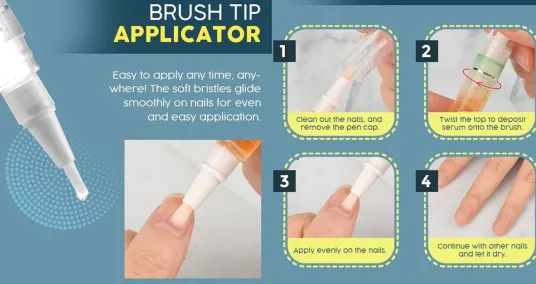 BRUSH TIP
APPLICATOR
Easy to apply any time, any-
where! The soft bristles glide
smoothly on nails for even
and easy application.
1
Clean out the nails, and
remove the pen cap.
2
Twist the top to deposit
serum onto the brush.
3
Apply evenly on the nails.
4
Continue with other nails
and let it dry.